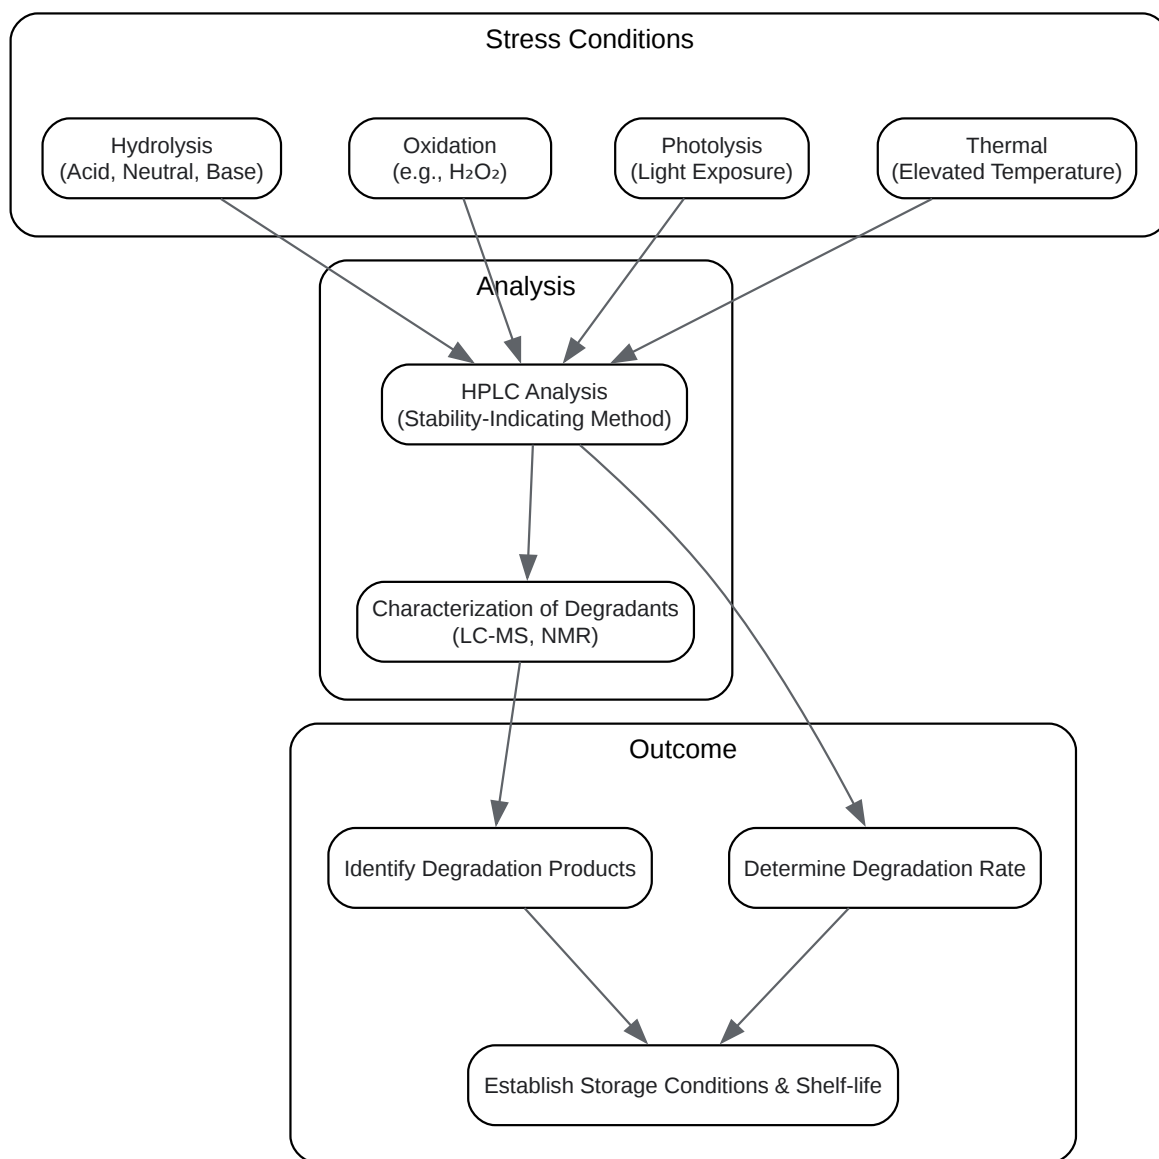 Stress Conditions
Hydrolysis
(Acid, Neutral, Base)
Oxidation
(e.g., H₂O₂)
Photolysis
(Light Exposure)
Thermal
(Elevated Temperature)
Analysis
HPLC Analysis
(Stability-Indicating Method)
Characterization of Degradants
(LC-MS, NMR)
Outcome
Identify Degradation Products
Determine Degradation Rate
Establish Storage Conditions & Shelf-life